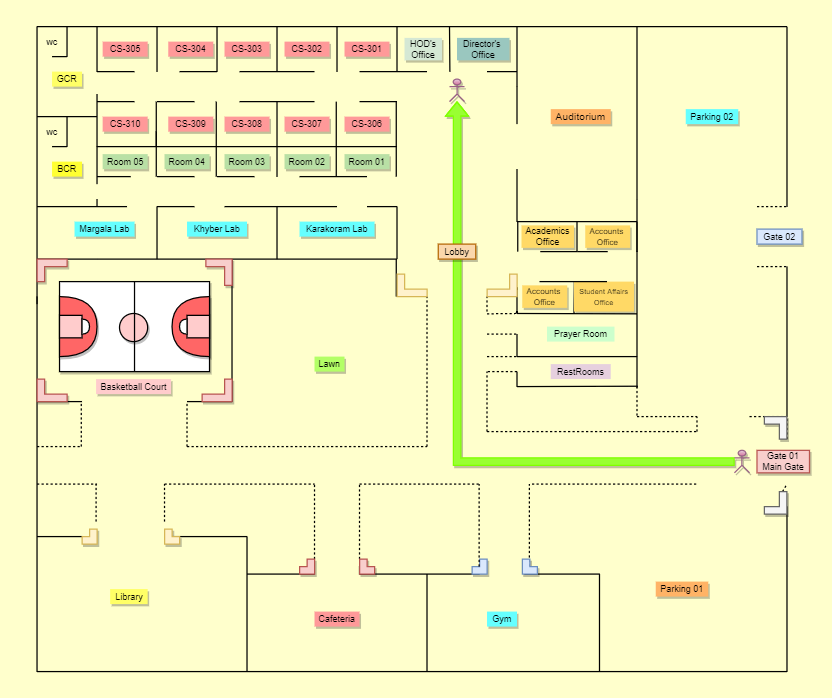 wc
CS-305
CS-304
CS-303
CS-302
CS-301
HOD's
Office
Director's
Office
GCR
wc
CS-310
CS-309
CS-308
CS-307
CS-306
Auditorium
Parking 02
BCR
Room 05
Room 04
Room 03
Room 02
Room 01
Margala Lab
Khyber Lab
Karakoram Lab
Academics
Office
Accounts
Office
Gate 02
Lobby
Accounts
Office
Student Affairs
Office
Prayer Room
Lawn
RestRooms
Basketball Court
Gate 01
Main Gate
Library
Cafeteria
Gym
Parking 01